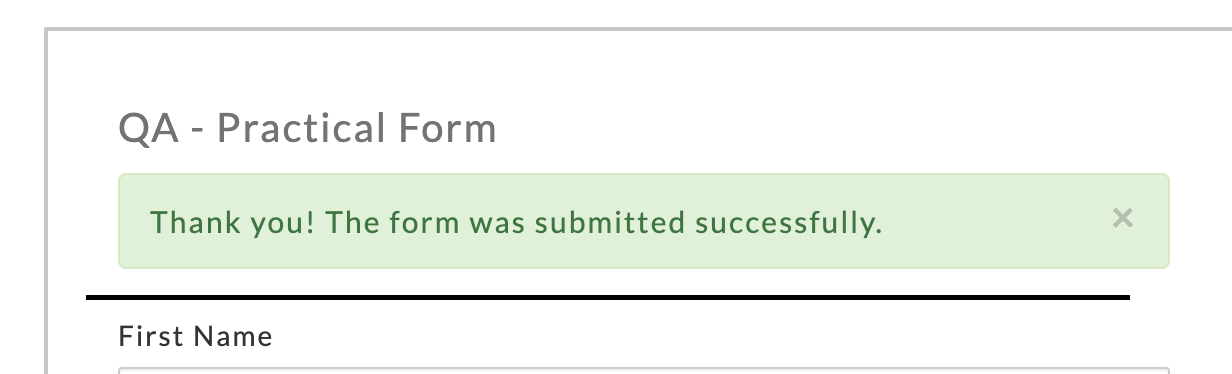 QA - Practical Form
Thank you! The form was submitted successfully. ×
First Name